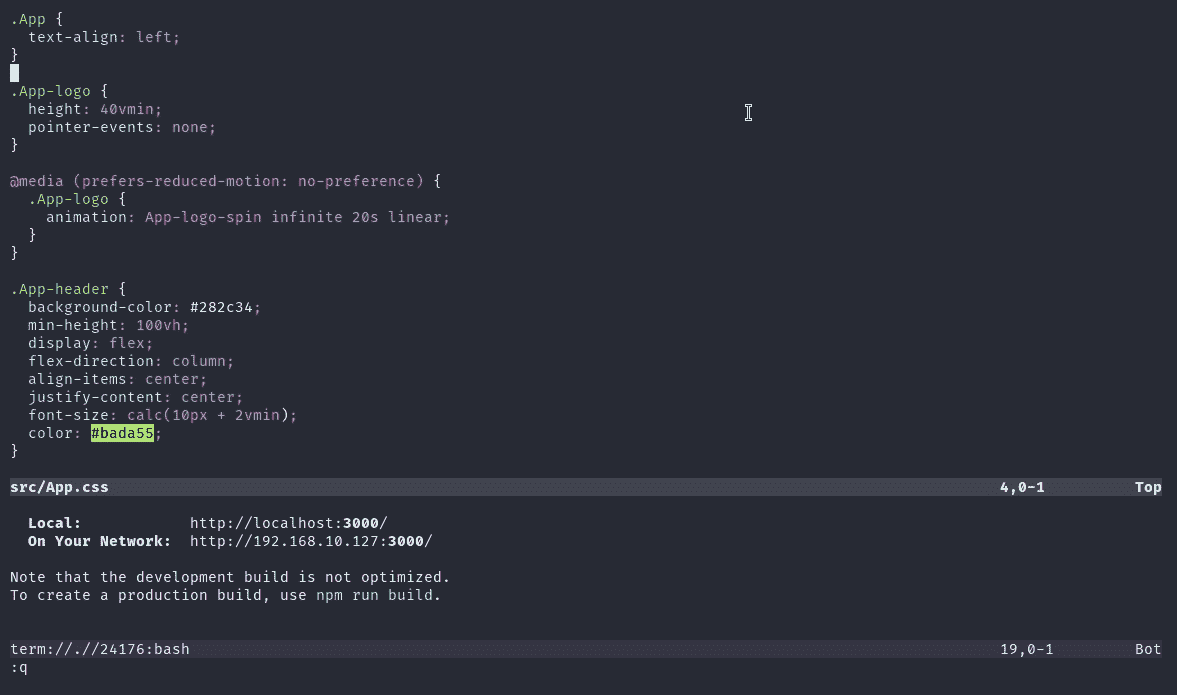 .App {
  text-align: left;
}
.App-logo {
  height: 40vmin;
  pointer-events: none;
}
@media (prefers-reduced-motion: no-preference) {
  .App-logo {
    animation: App-logo-spin infinite 20s linear;
  }
}
.App-header {
  background-color: #282c34;
  min-height: 100vh;
  display: flex;
  flex-direction: column;
  align-items: center;
  justify-content: center;
  font-size: calc(10px + 2vmin);
  color: #bada55;
}
src/App.css 4,0-1 Top
  Local: http://localhost:3000/
  On Your Network: http://192.168.10.127:3000/
Note that the development build is not optimized.
To create a production build, use npm run build.
term://.//24176:bash 19,0-1 Bot
:q